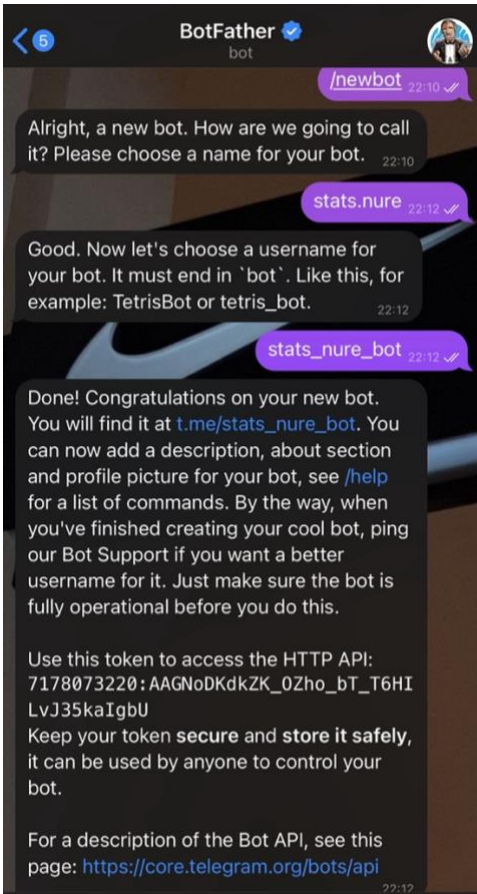 5
BotFather
bot
/newbot 22:10
Alright, a new bot. How are we going to call
it? Please choose a name for your bot. 22:10
stats.nure 22:12
Good. Now let's choose a username for
your bot. It must end in `bot`. Like this, for
example: TetrisBot or tetris_bot. 22:12
stats_nure_bot 22:12
Done! Congratulations on your new bot.
You will find it at t.me/stats_nure_bot. You
can now add a description, about section
and profile picture for your bot, see /help
for a list of commands. By the way, when
you've finished creating your cool bot, ping
our Bot Support if you want a better
username for it. Just make sure the bot is
fully operational before you do this.
Use this token to access the HTTP API:
7178073220:AAGNoDKdkZK_OZho_bT_T6HI
LvJ35kaIgbU
Keep your token secure and store it safely,
it can be used by anyone to control your
bot.
For a description of the Bot API, see this
page: https://core.telegram.org/bots/api
22:12